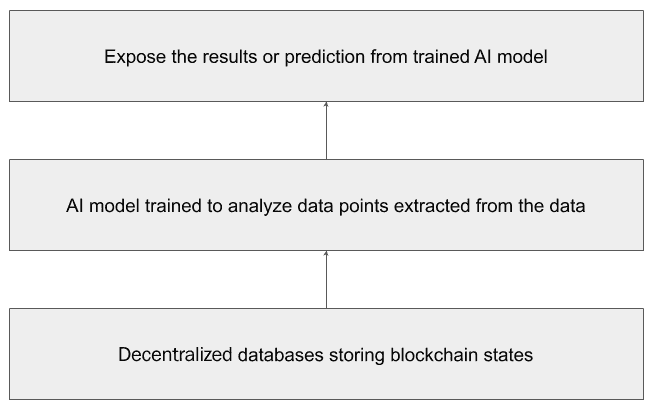 Expose the results or prediction from trained AI model
AI model trained to analyze data points extracted from the data
Decentralized databases storing blockchain states